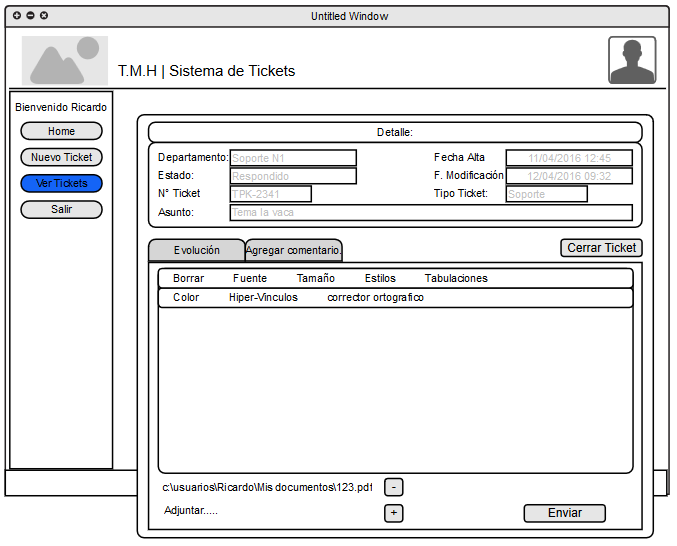 Untitled Window
T.M.H | Sistema de Tickets
Bienvenido Ricardo
Home
Nuevo Ticket
Ver Tickets
Salir
Detalle:
Departamento: Soporte N1 Fecha Alta 11/04/2016 12:45
Estado: Respondido F. Modificación 12/04/2016 09:32
N° Ticket TPK-2341 Tipo Ticket: Soporte
Asunto: Tema la vaca
Evolución Agregar comentario. Cerrar Ticket
Borrar Fuente Tamaño Estilos Tabulaciones
Color Hiper-Vinculos corrector ortografico
c:\usuarios\Ricardo\Mis documentos\123.pdf -
Adjuntar..... + Enviar